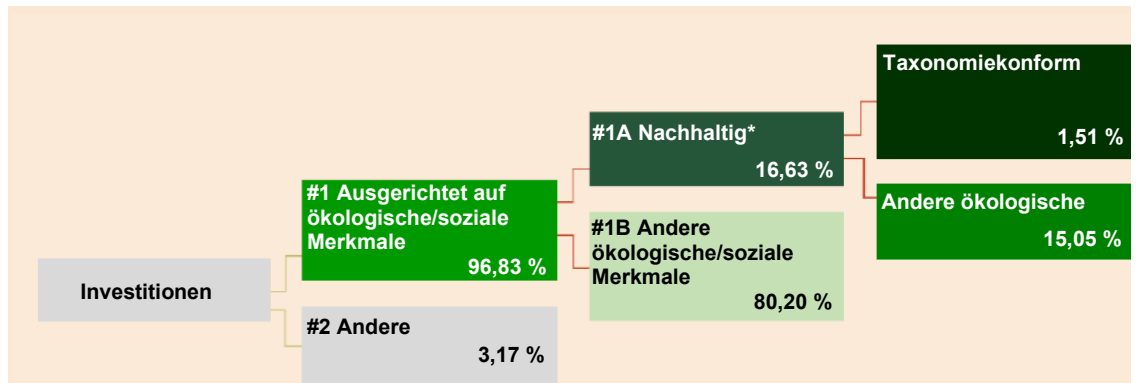 Investitionen
#1 Ausgerichtet auf
ökologische/soziale
Merkmale
96,83 %
#2 Andere
3,17 %
#1A Nachhaltig*
16,63 %
#1B Andere
ökologische/soziale
Merkmale
80,20 %
Taxonomiekonform
1,51 %
Andere ökologische
15,05 %